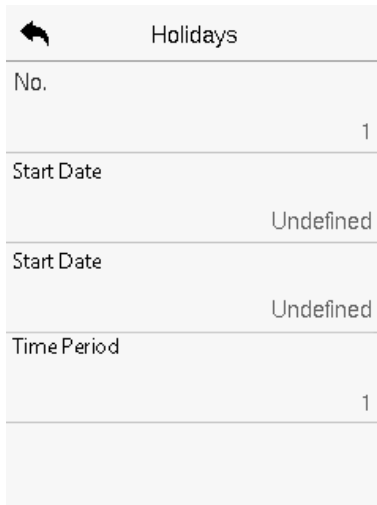 Holidays
No.
1
Start Date
Undefined
Start Date
Undefined
Time Period
1